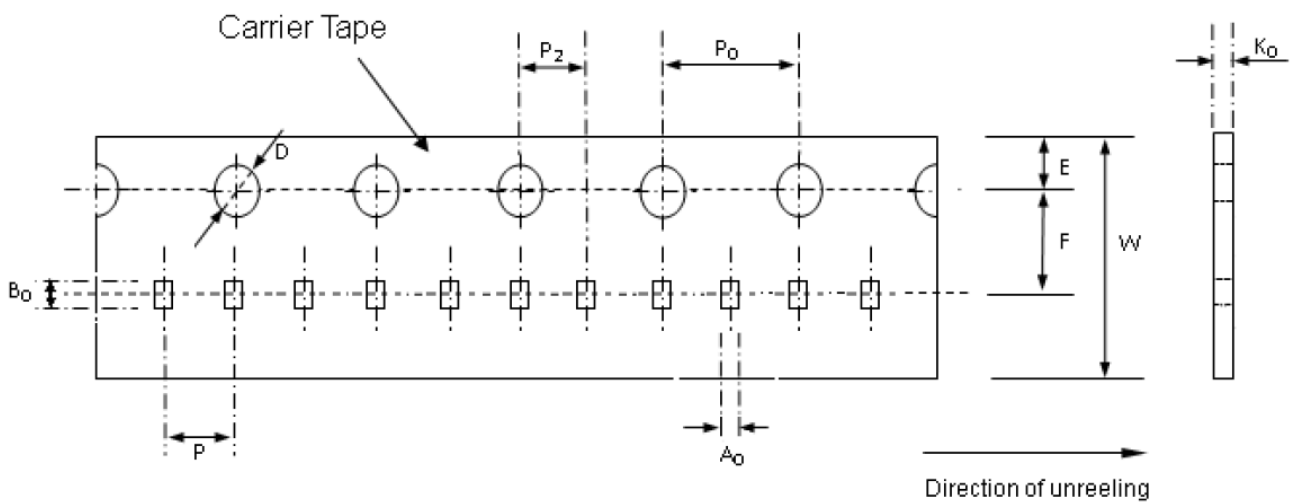 Carrier Tape
P2
P0
K0
D
E
F
W
B0
P
A0
Direction of unreeling